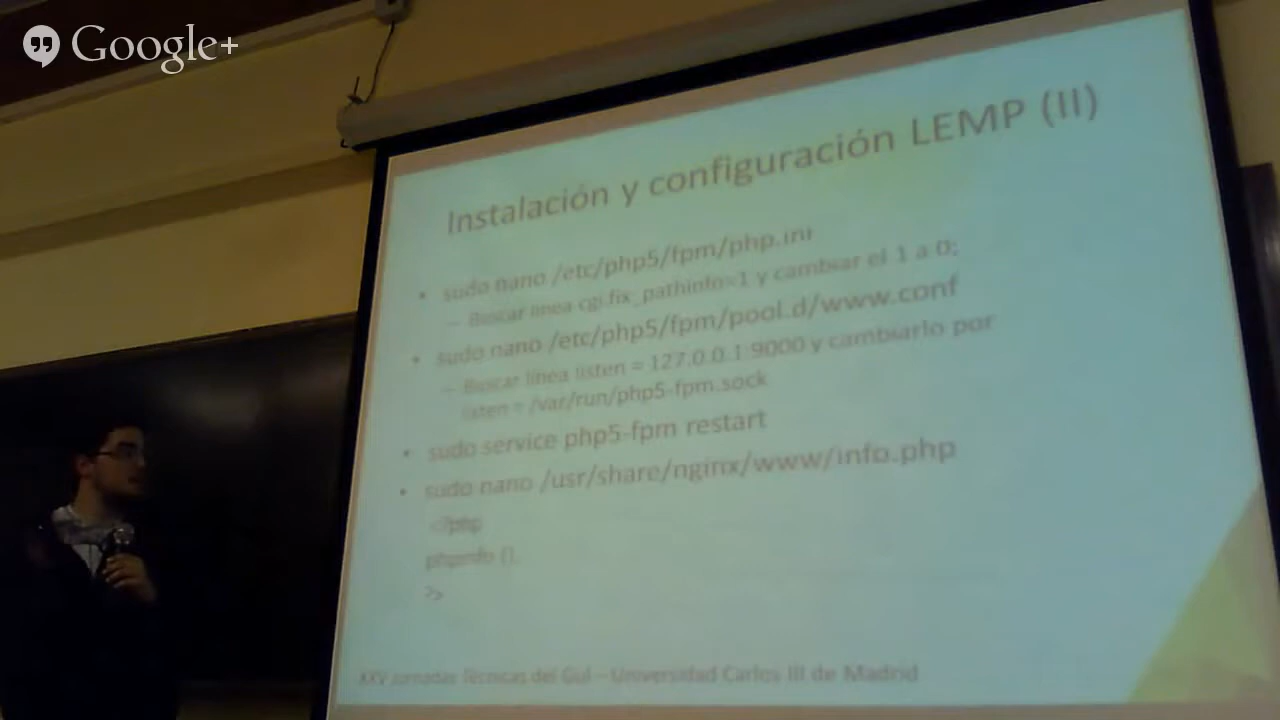 Google+
Instalación y configuración LEMP (II)
• sudo nano /etc/php5/fpm/php.ini
– Buscar linea cgi.fix_pathinfo=1 y cambiar el 1 a 0;
• sudo nano /etc/php5/fpm/pool.d/www.conf
– Buscar linea listen = 127.0.0.1:9000 y cambiarlo por
listen = /var/run/php5-fpm.sock
• sudo service php5-fpm restart
• sudo nano /usr/share/nginx/www/info.php
<?php
phpinfo ();
?>
XXV Jornadas Técnicas del GUL – Universidad Carlos III de Madrid